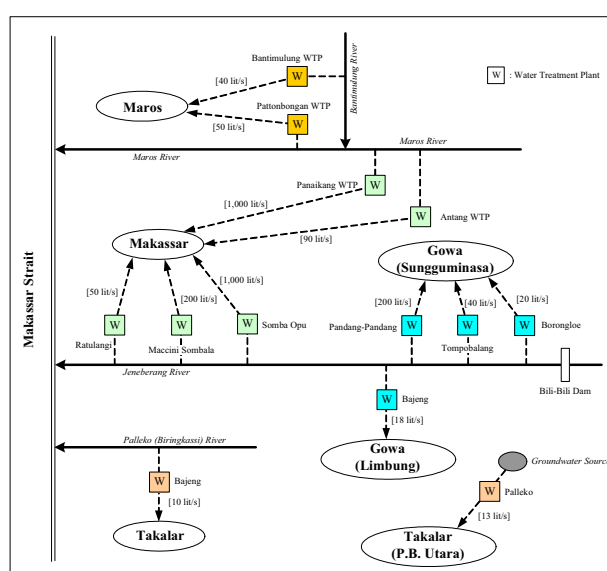 Bantimulung WTP
Bantimulung River
W
: Water Treatment Plant
[40 lit/s]
W
Maros
Pattonbongan WTP
[50 lit/s]
W
Maros River
Maros River
Panaikang WTP
W
[1,000 lit/s]
W
Antang WTP
Makassar
[90 lit/s]
Gowa
(Sungguminasa)
Makassar Strait
[50 lit/s]
[200 lit/s]
[1,000 lit/s]
[200 lit/s]
[40 lit/s]
[20 lit/s]
W
Ratulangi
W
Maccini Sombala
W
Somba Opu
Pandang-Pandang
W
W
Tompobalang
W
Borongloe
Jeneberang River
Bili-Bili Dam
W
Bajeng
[18 lit/s]
Palleko (Biringkassi) River
Gowa
(Limbung)
Groundwater Source
W
Bajeng
W
Palleko
[10 lit/s]
[13 lit/s]
Takalar
Takalar
(P.B. Utara)